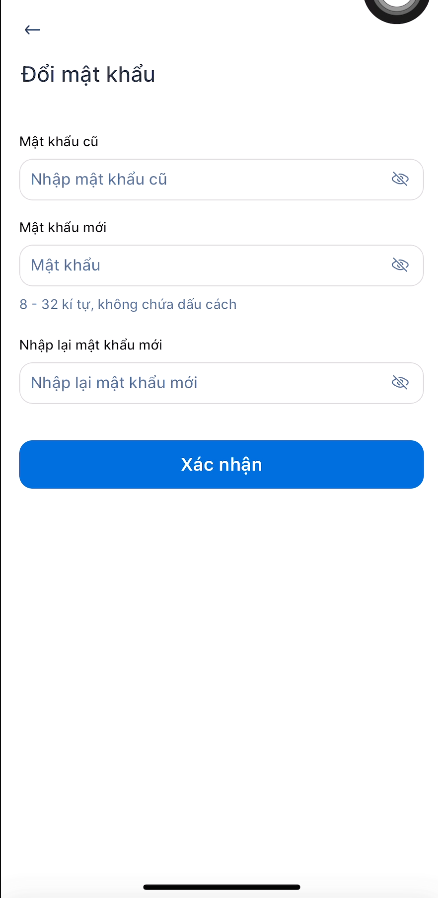 Đổi mật khẩu
Mật khẩu cũ
Nhập mật khẩu cũ
Mật khẩu mới
Mật khẩu
8 - 32 kí tự, không chứa dấu cách
Nhập lại mật khẩu mới
Nhập lại mật khẩu mới
Xác nhận